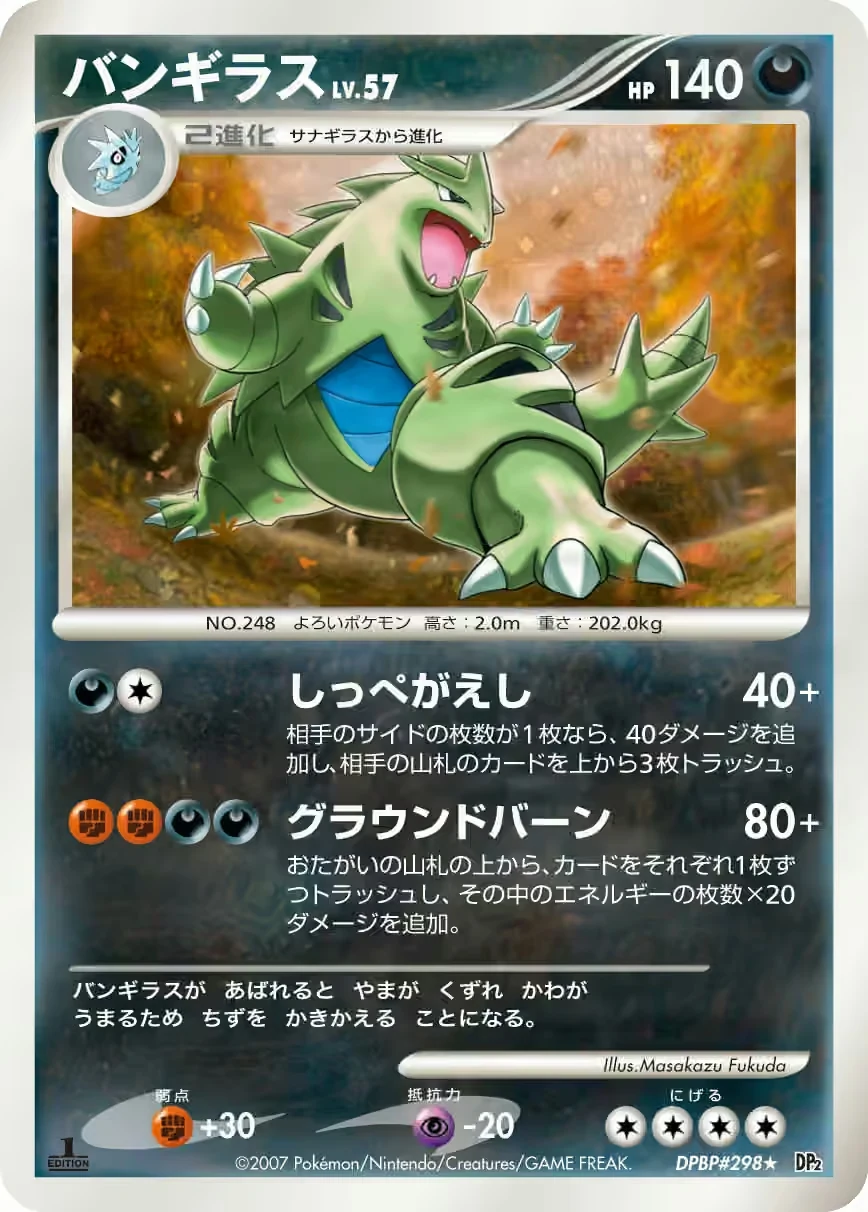 バンギラス LV.57 HP 140
2進化 サナギラスから進化
NO.248 よろいポケモン 高さ:2.0m 重さ:202.0kg
しっぺがえし 40+
相手のサイドの枚数が1枚なら、40ダメージを追
加し、相手の山札のカードを上から3枚トラッシュ。
グラウンドバーン 80+
おたがいの山札の上から、カードをそれぞれ1枚ず
つトラッシュし、その中のエネルギーの枚数×20
ダメージを追加。
バンギラスが あばれると やまが くずれ かわが
うまるため ちずを かきかえる ことになる。
Illus.Masakazu Fukuda
弱点 抵抗力 にげる
+30 -20
1 EDITION
©2007 Pokémon/Nintendo/Creatures/GAME FREAK. DPBP#298★ DP2